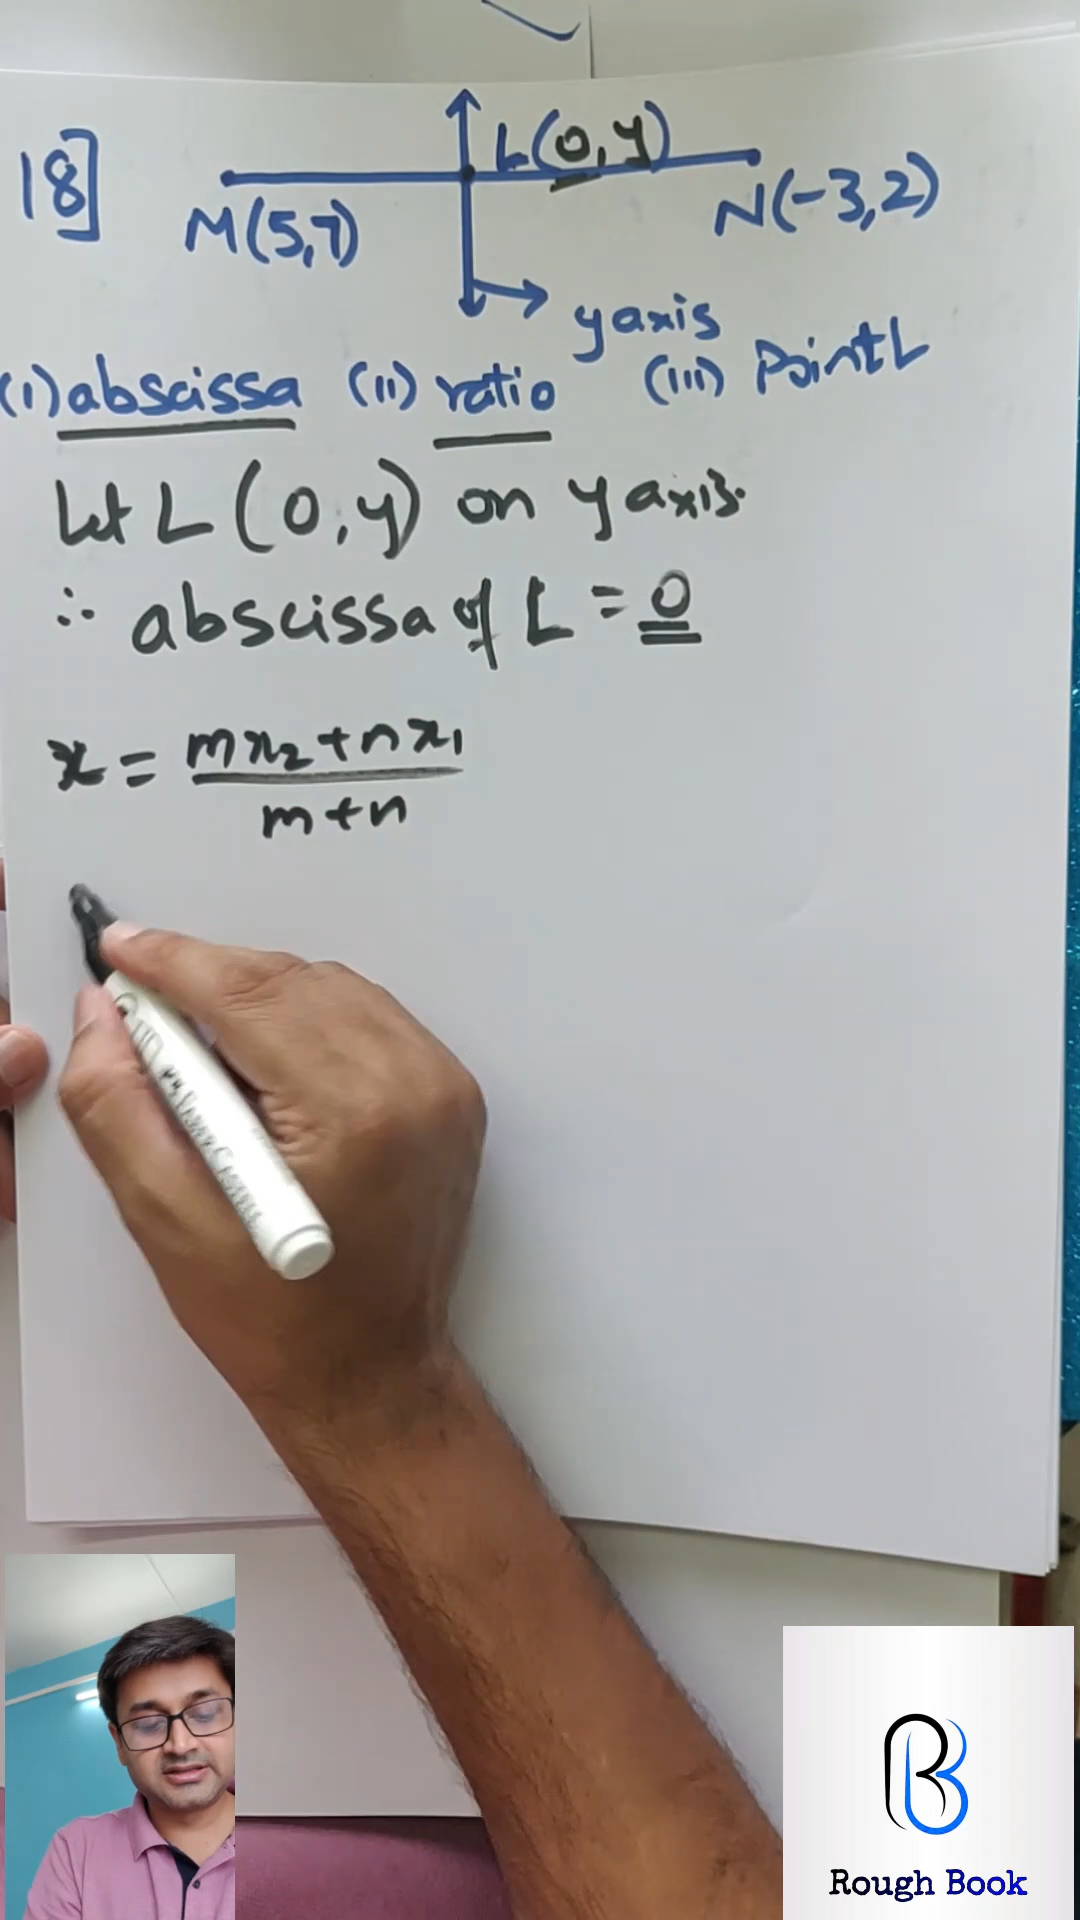 18]
L(0,y)
M(5,7)
N(-3,2)
y axis
(i) abscissa (ii) ratio (iii) Point L
Let L (0,y) on y axis.
∴ abscissa of L = 0
x = mx₂+nx₁
m+n
Rough Book